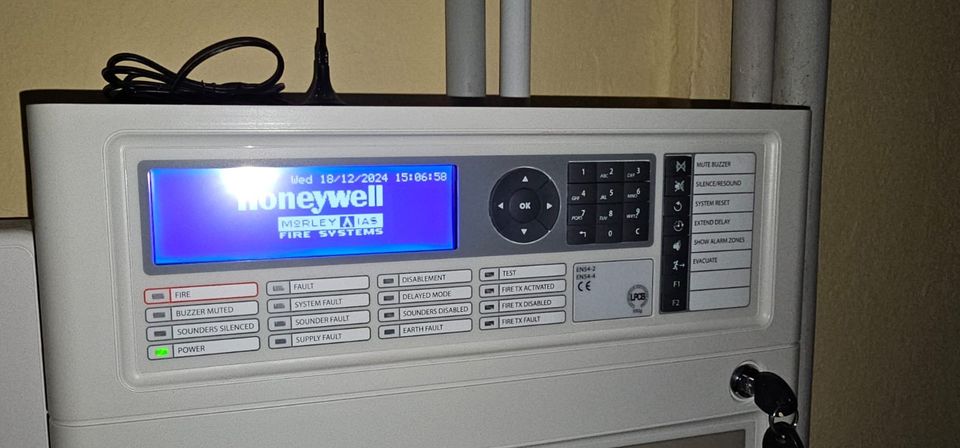 Wed 18/12/2024 15:06:58
Honeywell
MORLEY IAS
FIRE SYSTEMS
OK
1 ABC 2 DEF 3
GHI 4 JKL 5 MNO 6
PQRS 7 TUV 8 WXYZ 9
0 C
MUTE BUZZER
SILENCE/RESOUND
SYSTEM RESET
EXTEND DELAY
SHOW ALARM ZONES
EVACUATE
F1
F2
FIRE
BUZZER MUTED
SOUNDERS SILENCED
POWER
FAULT
SYSTEM FAULT
SOUNDER FAULT
SUPPLY FAULT
DISABLEMENT
DELAYED MODE
SOUNDERS DISABLED
EARTH FAULT
TEST
FIRE TX ACTIVATED
FIRE TX DISABLED
FIRE TX FAULT
EN54-2
EN54-4
CE
LPCB